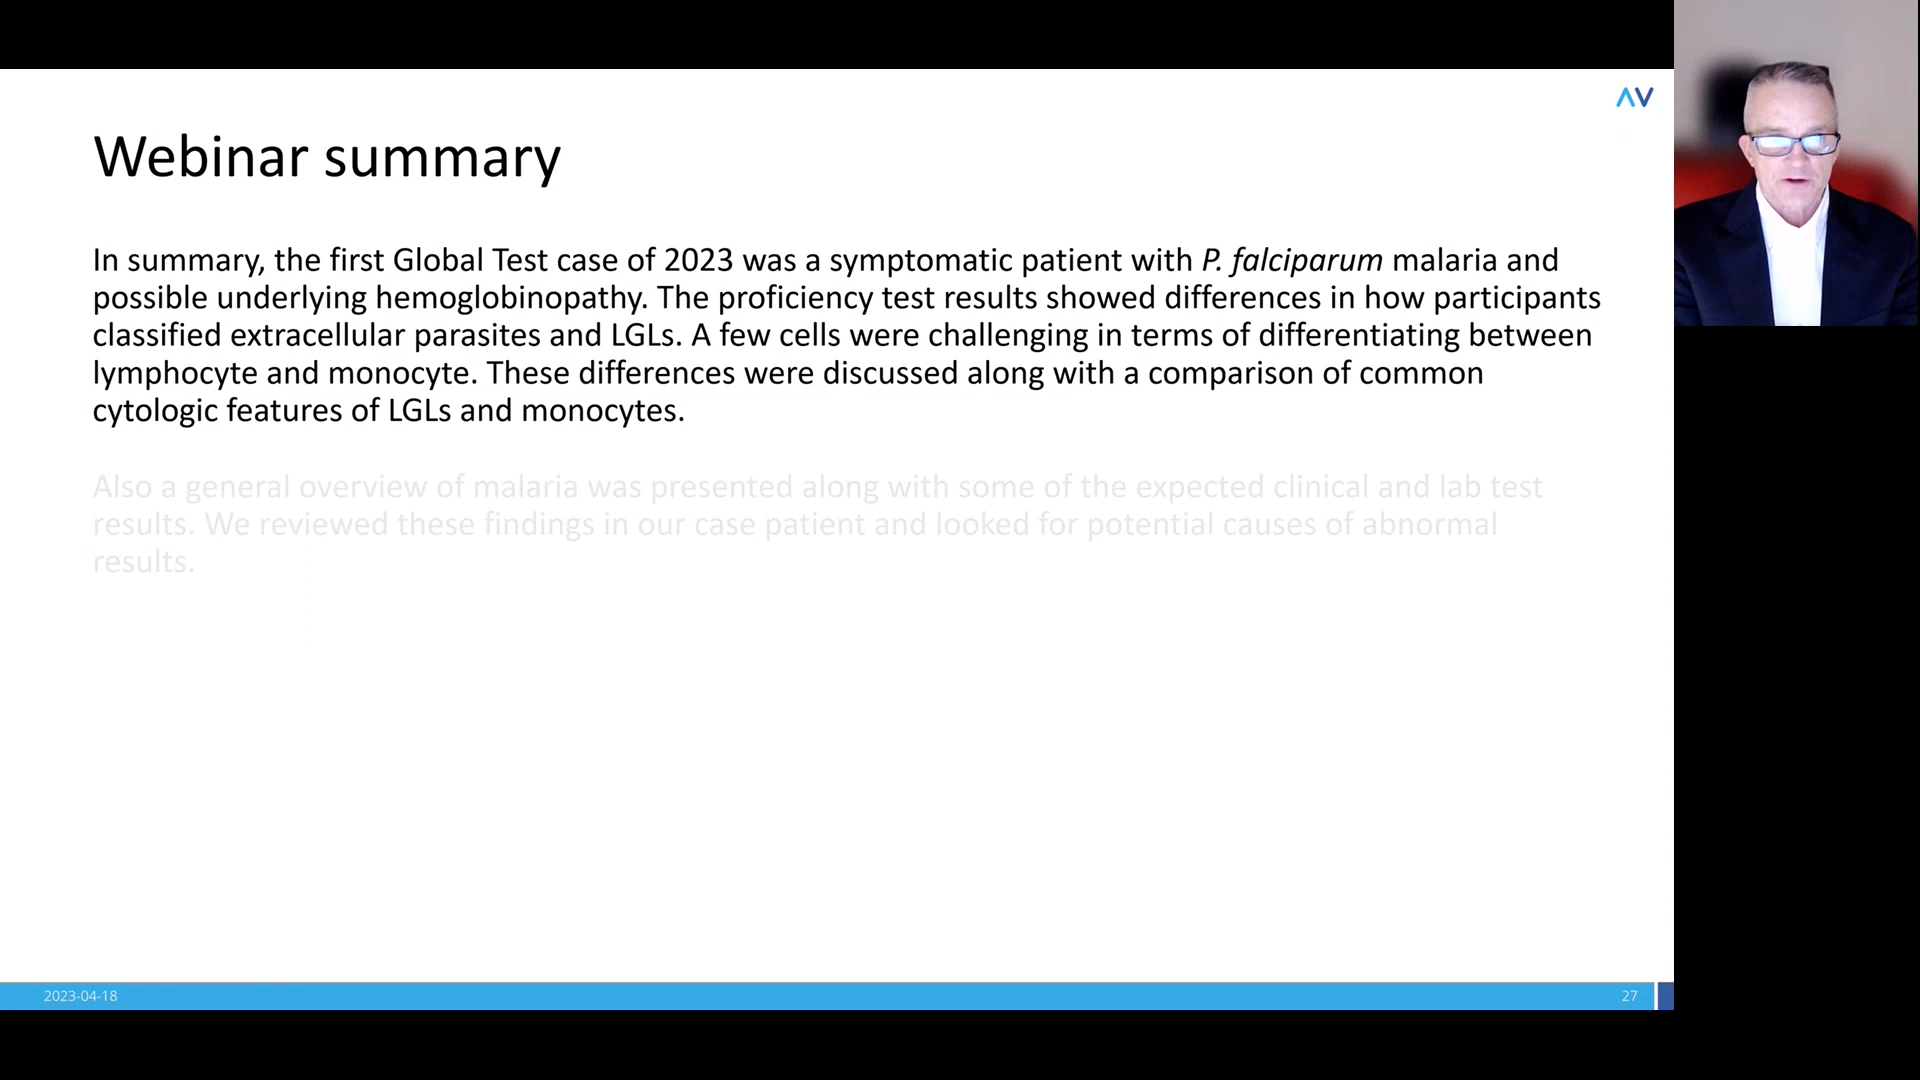 AV
Webinar summary
In summary, the first Global Test case of 2023 was a symptomatic patient with P. falciparum malaria and
possible underlying hemoglobinopathy. The proficiency test results showed differences in how participants
classified extracellular parasites and LGLs. A few cells were challenging in terms of differentiating between
lymphocyte and monocyte. These differences were discussed along with a comparison of common
cytologic features of LGLs and monocytes.
Also a general overview of malaria was presented along with some of the expected clinical and lab test
results. We reviewed these findings in our case patient and looked for potential causes of abnormal
results.
2023-04-18
27